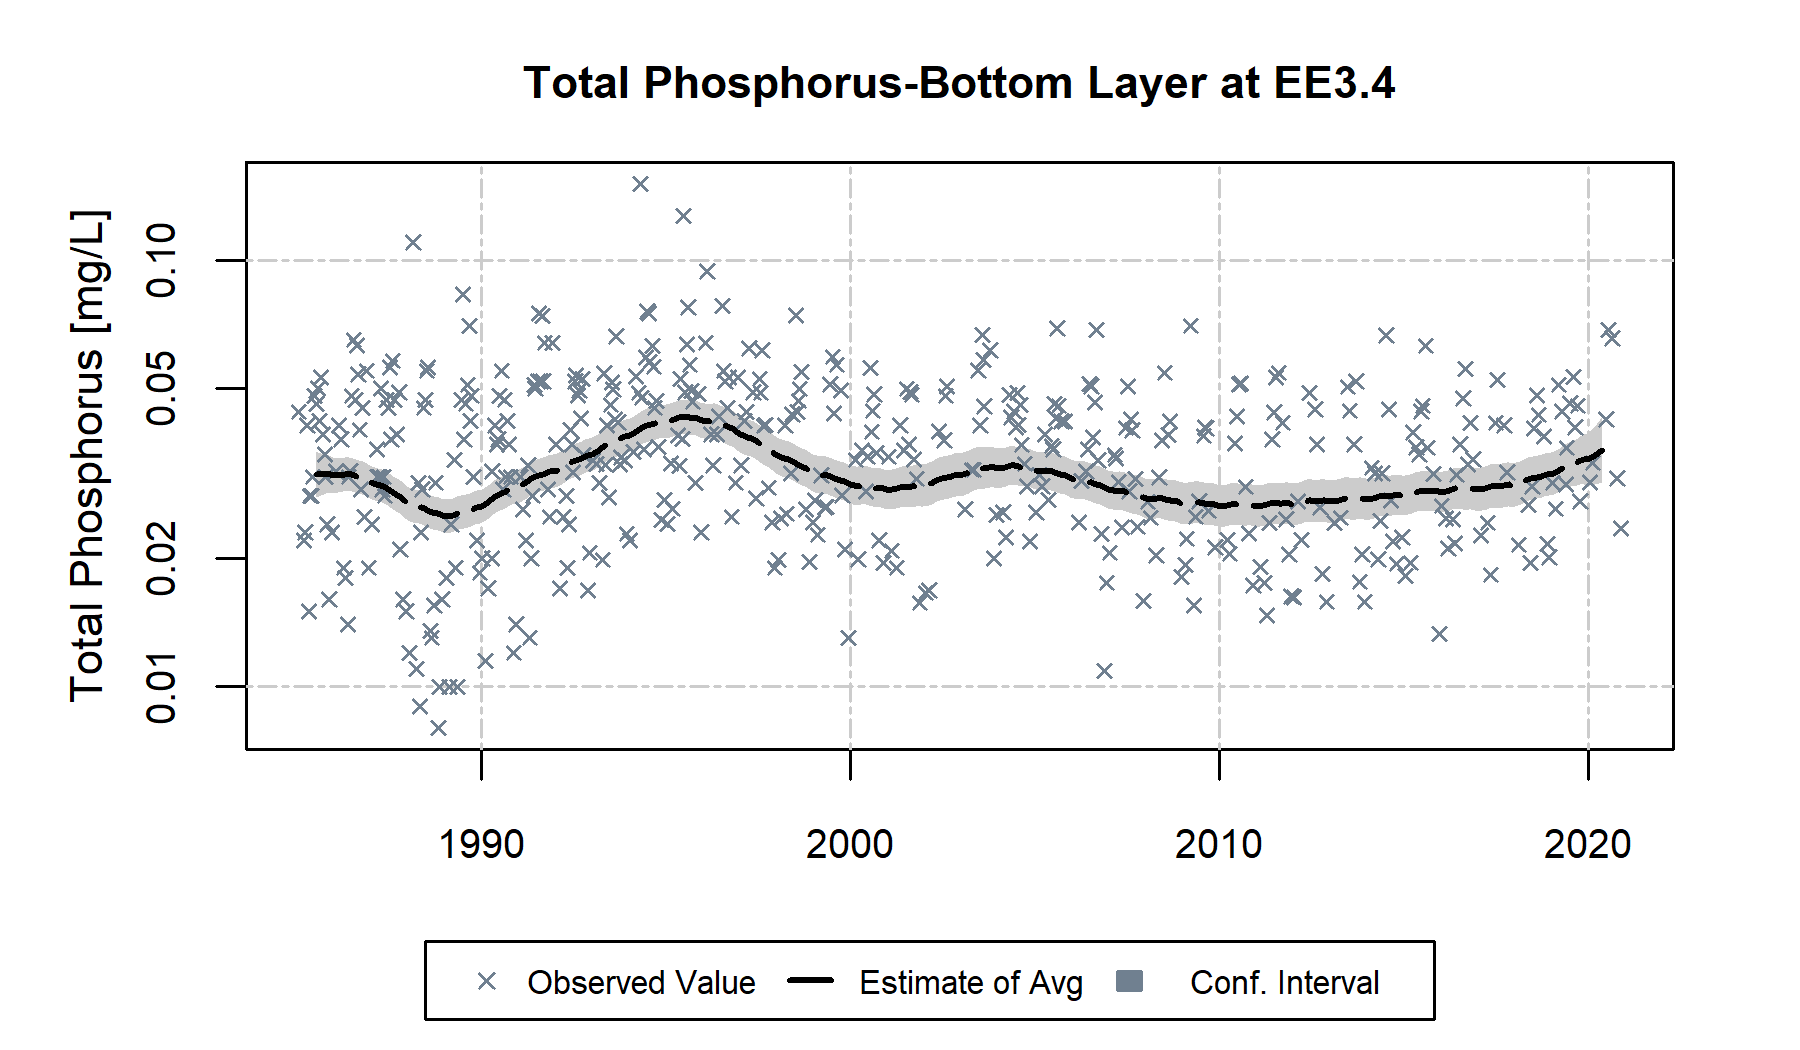 Total Phosphorus-Bottom Layer at EE3.4
Total Phosphorus [mg/L]
0.10
0.05
0.02
0.01
1990 2000 2010 2020
Observed Value Estimate of Avg Conf. Interval